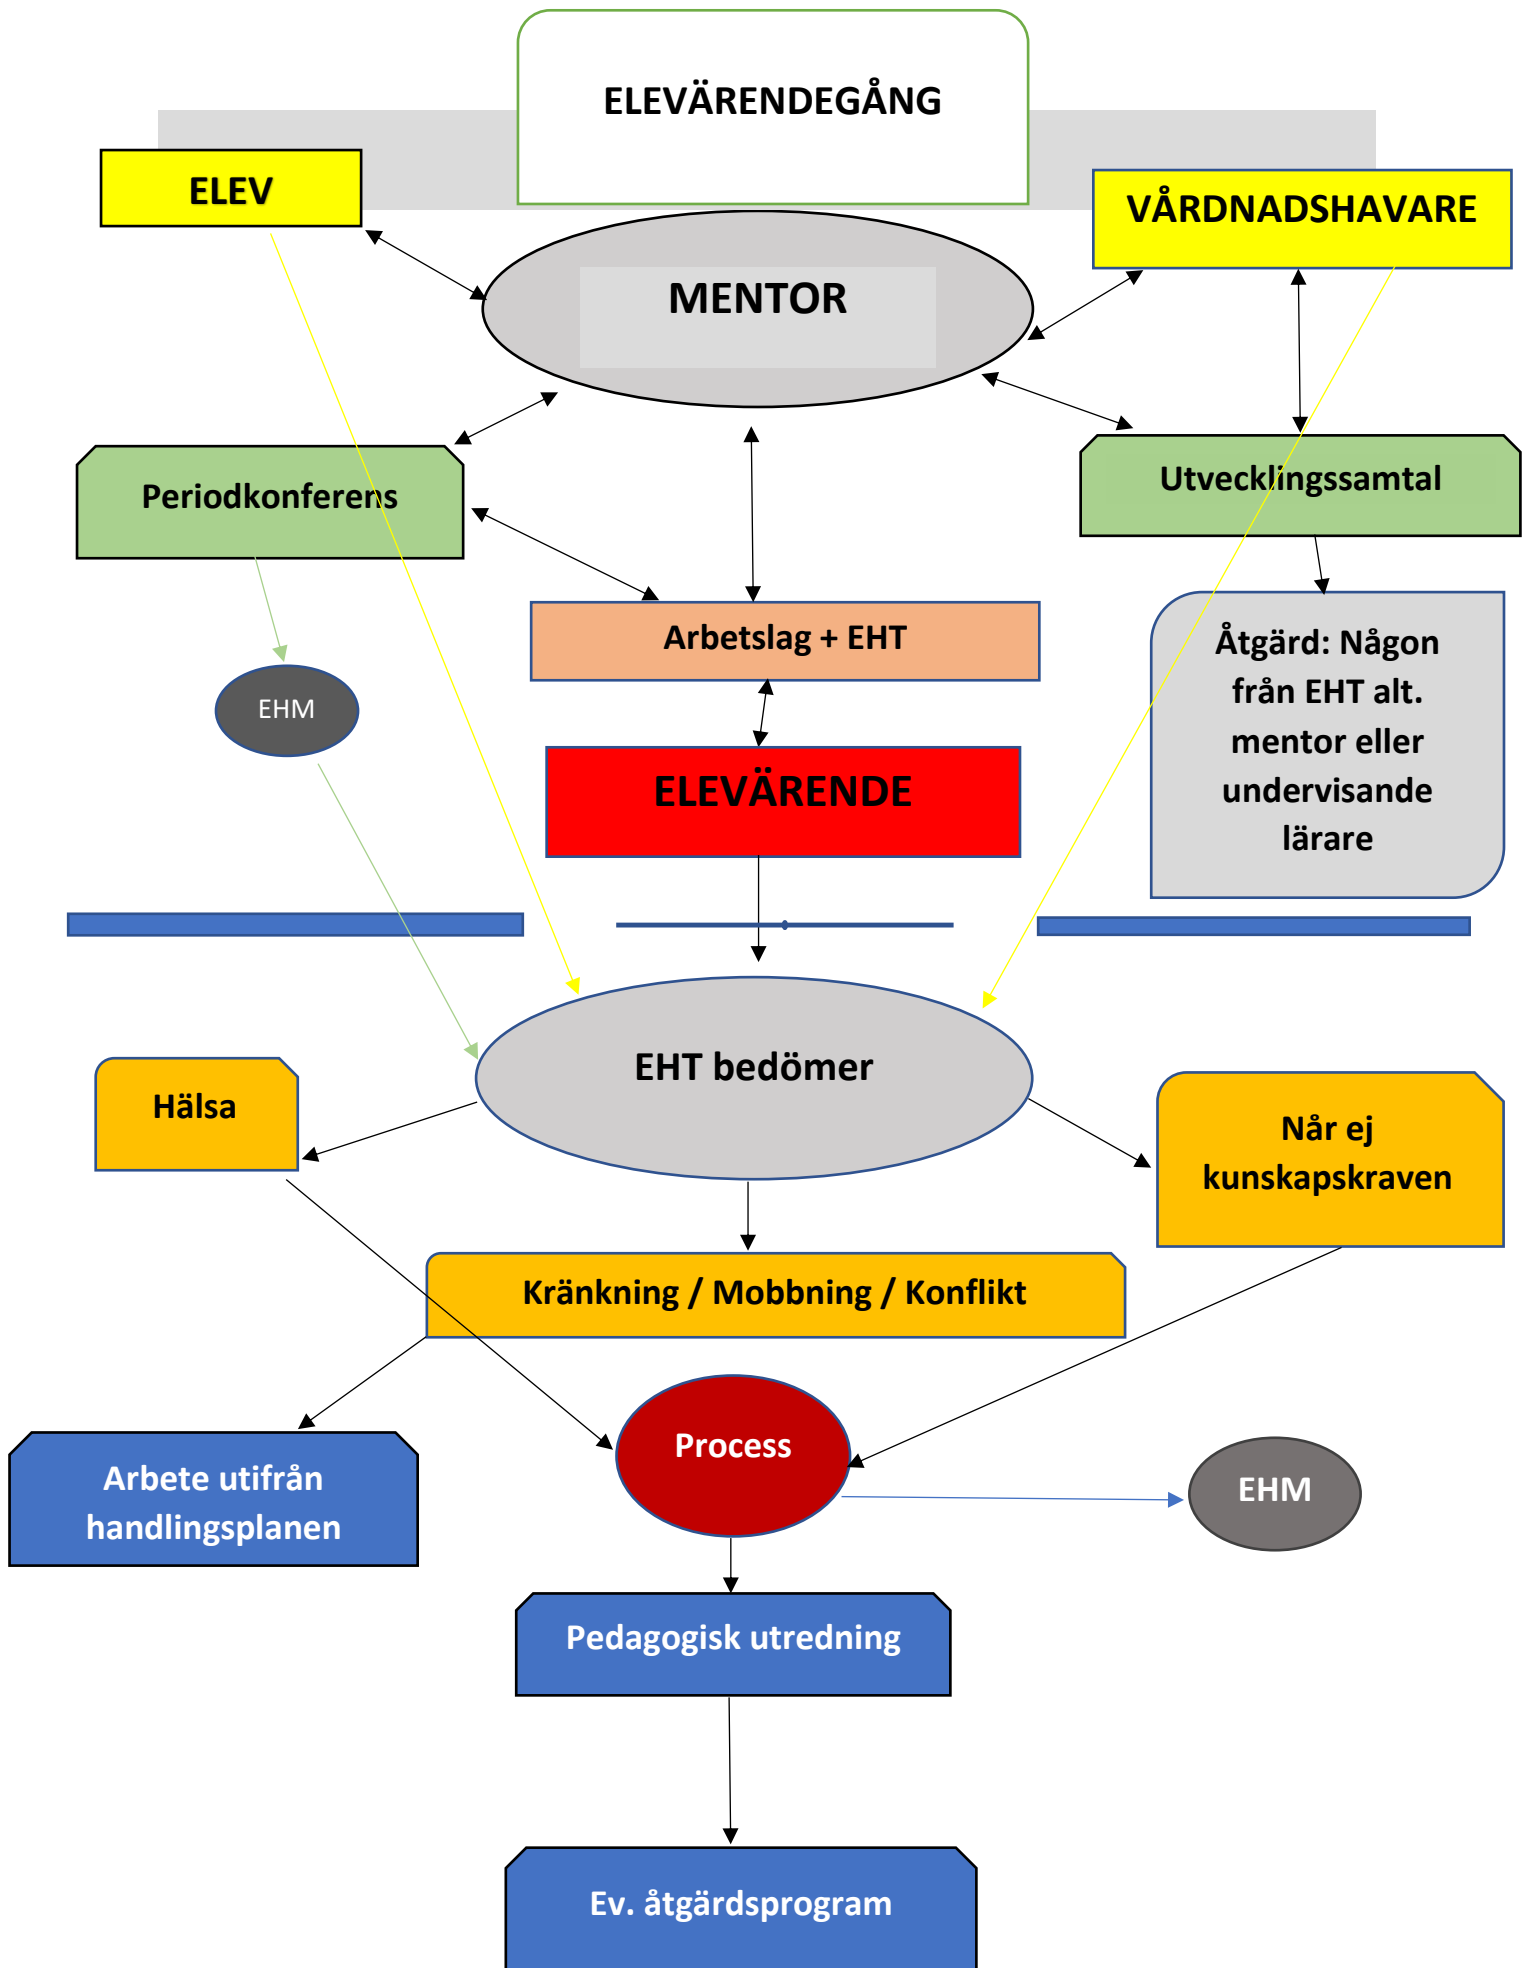 ELEVÄRENDEGÅNG
ELEV
VÅRDNADSHAVARE
MENTOR
Periodkonferens
Utvecklingssamtal
Arbetslag + EHT
Åtgärd: Någon
från EHT alt.
mentor eller
undervisande
lärare
EHM
ELEVÄRENDE
EHT bedömer
Hälsa
Når ej
kunskapskraven
Kränkning / Mobbning / Konflikt
Process
Arbete utifrån
handlingsplanen
EHM
Pedagogisk utredning
Ev. åtgärdsprogram